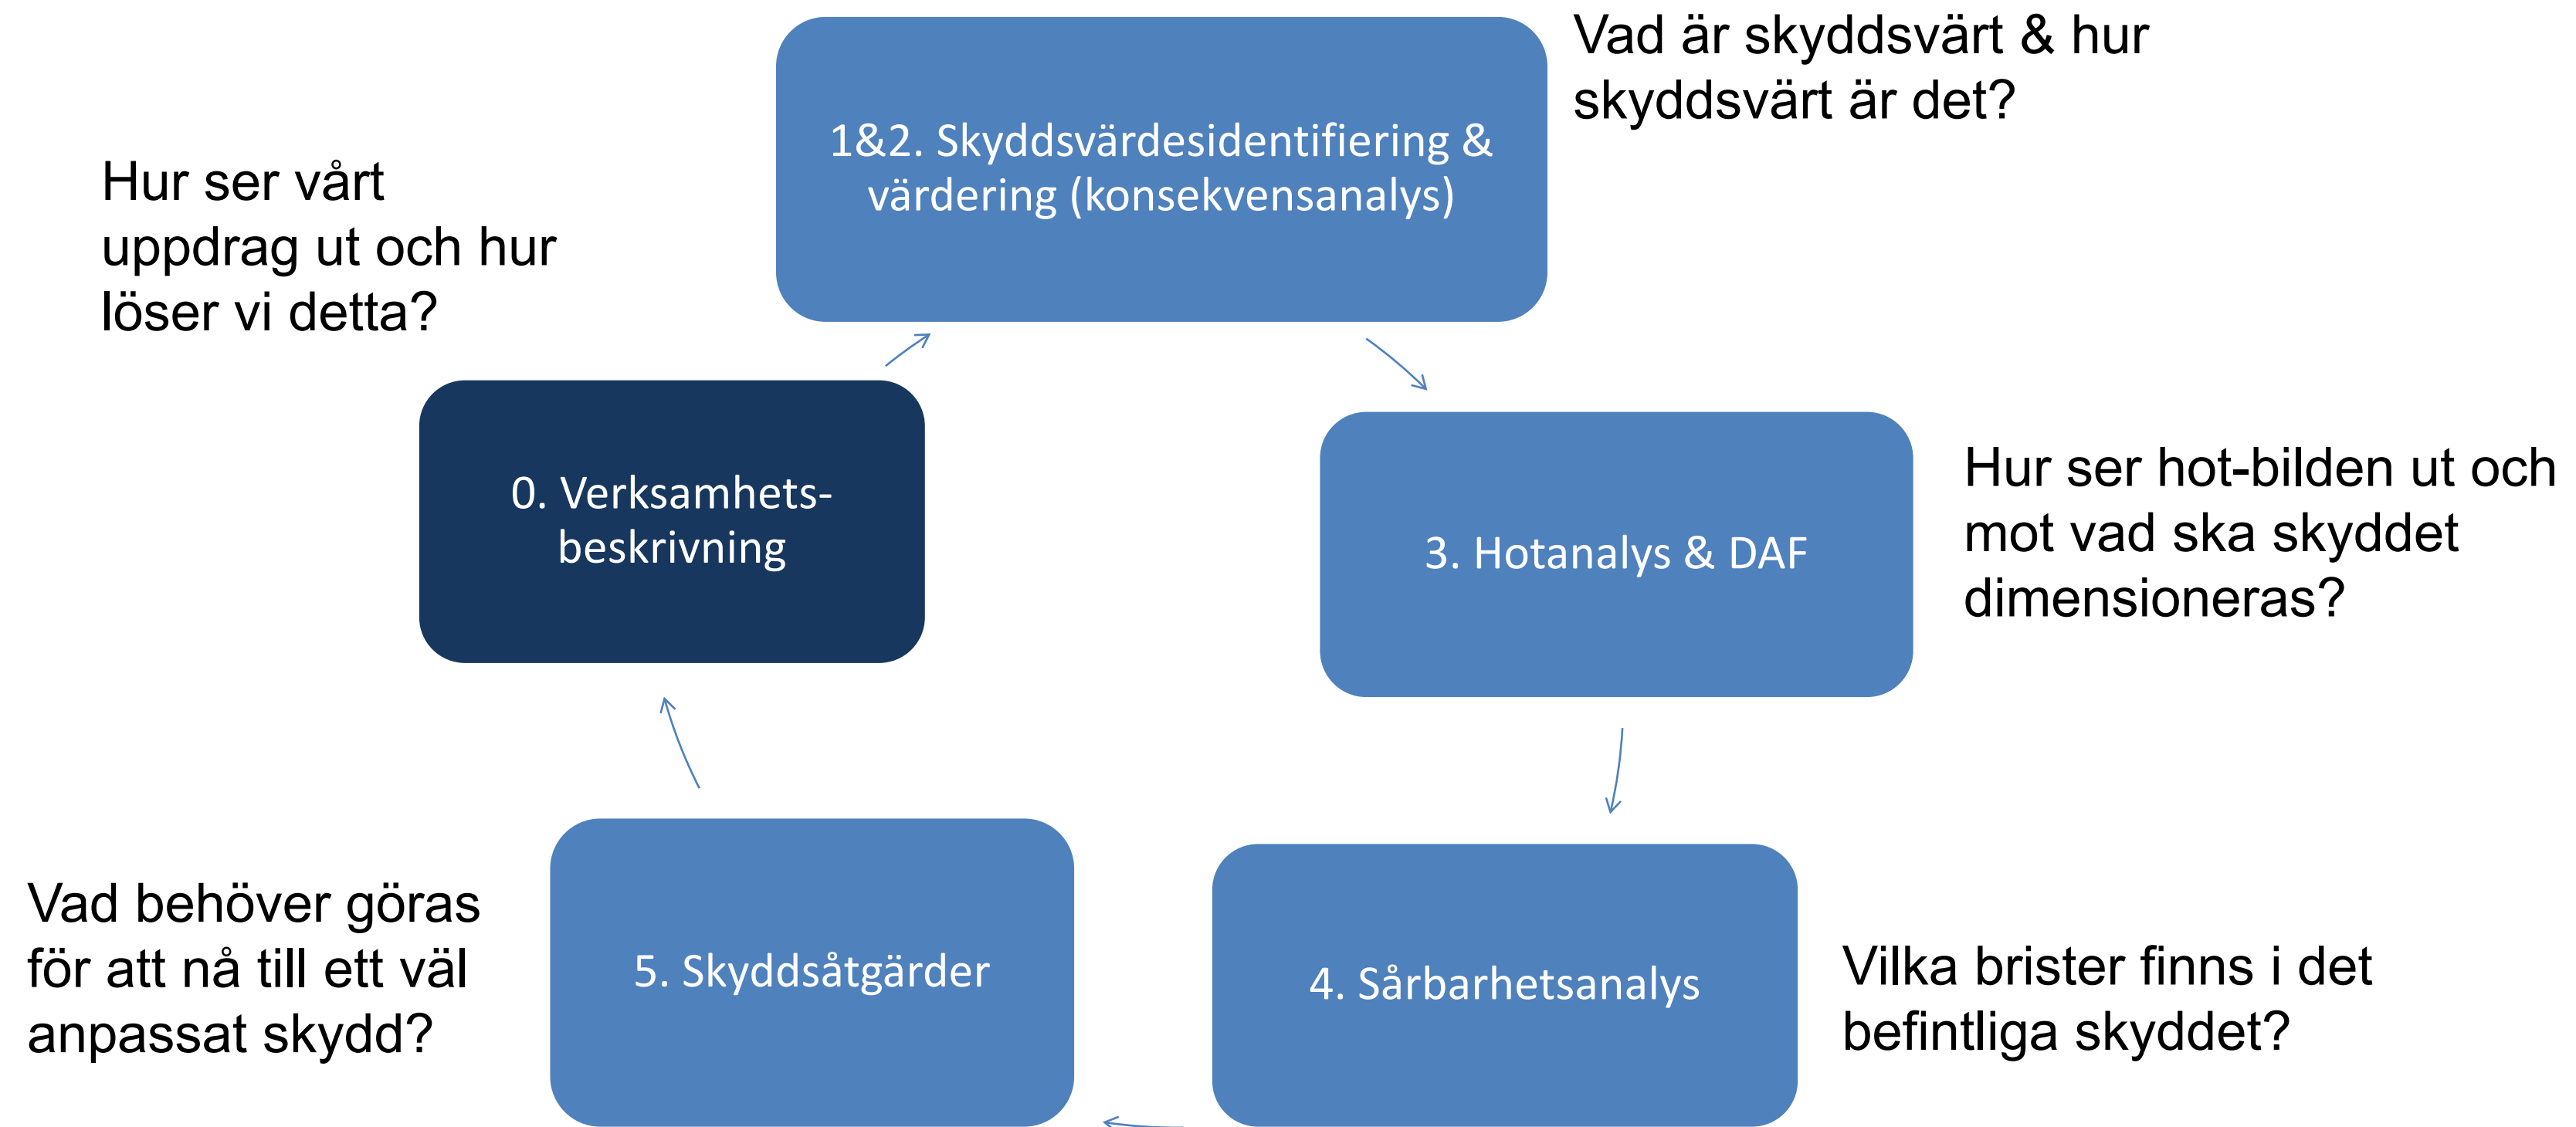 Vad är skyddsvärt & hur
skyddsvärt är det?
1&2. Skyddsvärdesidentifiering &
värdering (konsekvensanalys)
Hur ser vårt
uppdrag ut och hur
löser vi detta?
0. Verksamhets-
beskrivning
3. Hotanalys & DAF
Hur ser hot-bilden ut och
mot vad ska skyddet
dimensioneras?
Vad behöver göras
för att nå till ett väl
anpassat skydd?
5. Skyddsåtgärder
4. Sårbarhetsanalys
Vilka brister finns i det
befintliga skyddet?